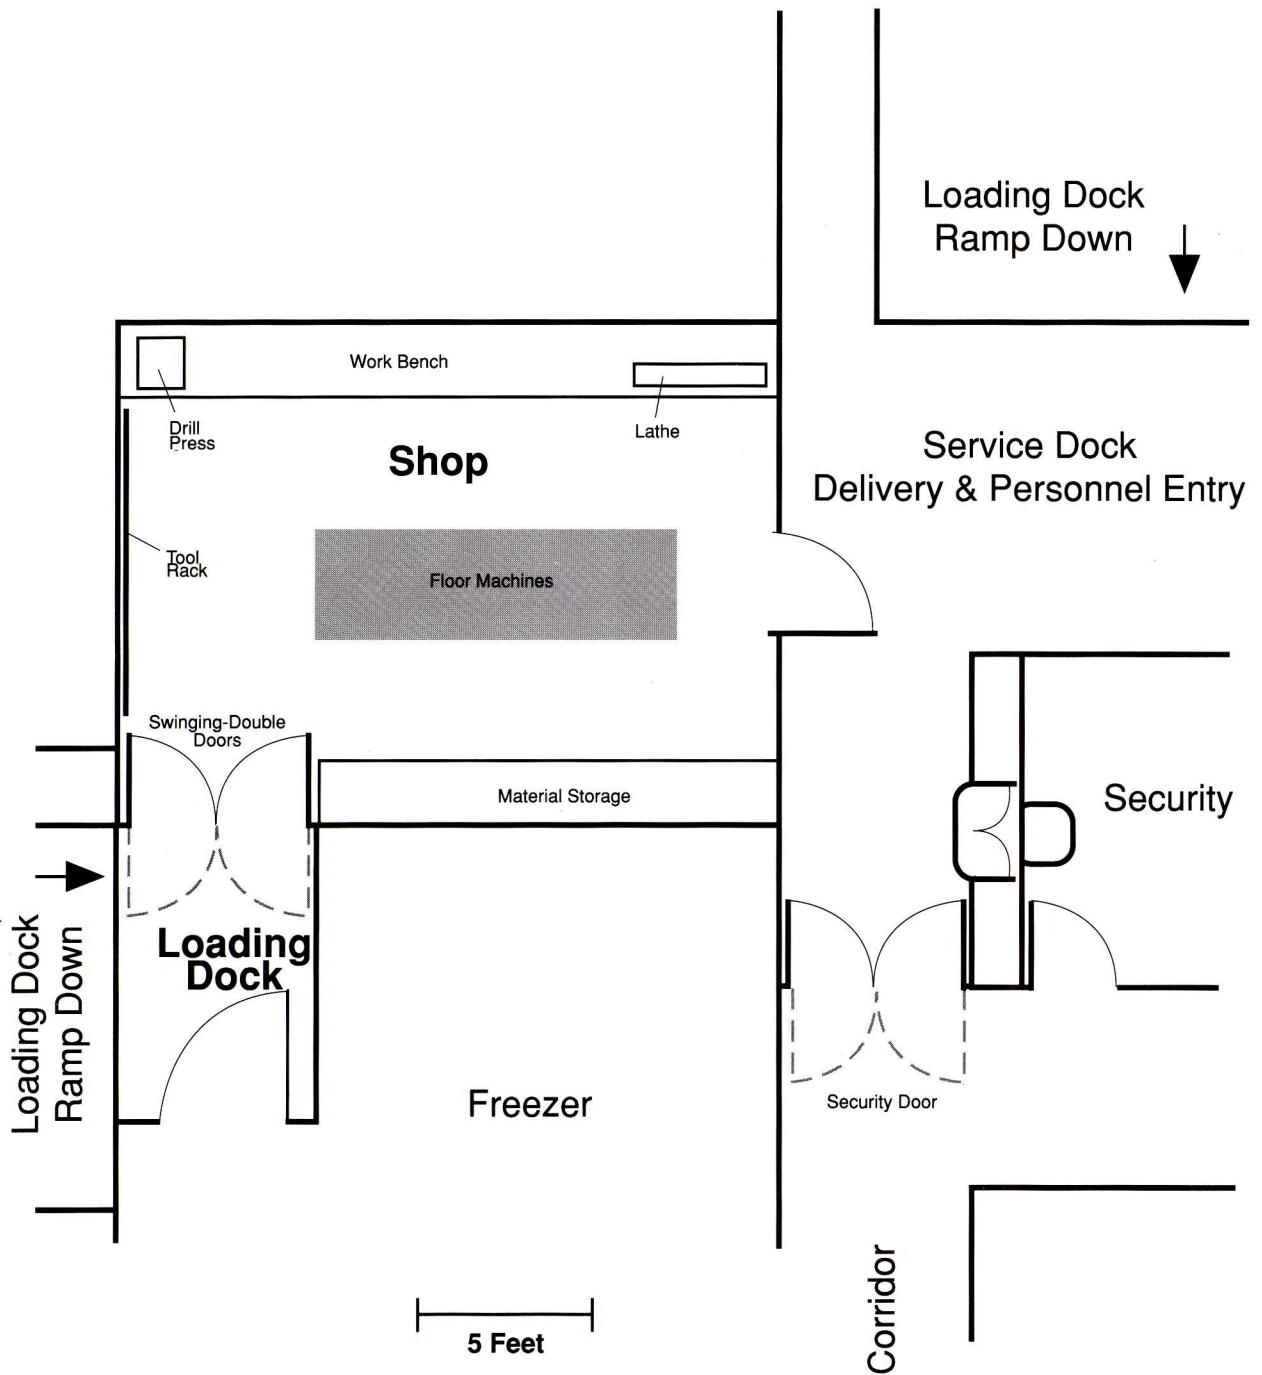 Loading Dock
Ramp Down
Work Bench
Drill
Press
Lathe
Shop
Service Dock
Delivery & Personnel Entry
Tool
Rack
Floor Machines
Swinging-Double
Doors
Material Storage
Security
Loading Dock
Ramp Down
Loading
Dock
Freezer
Security Door
Corridor
5 Feet